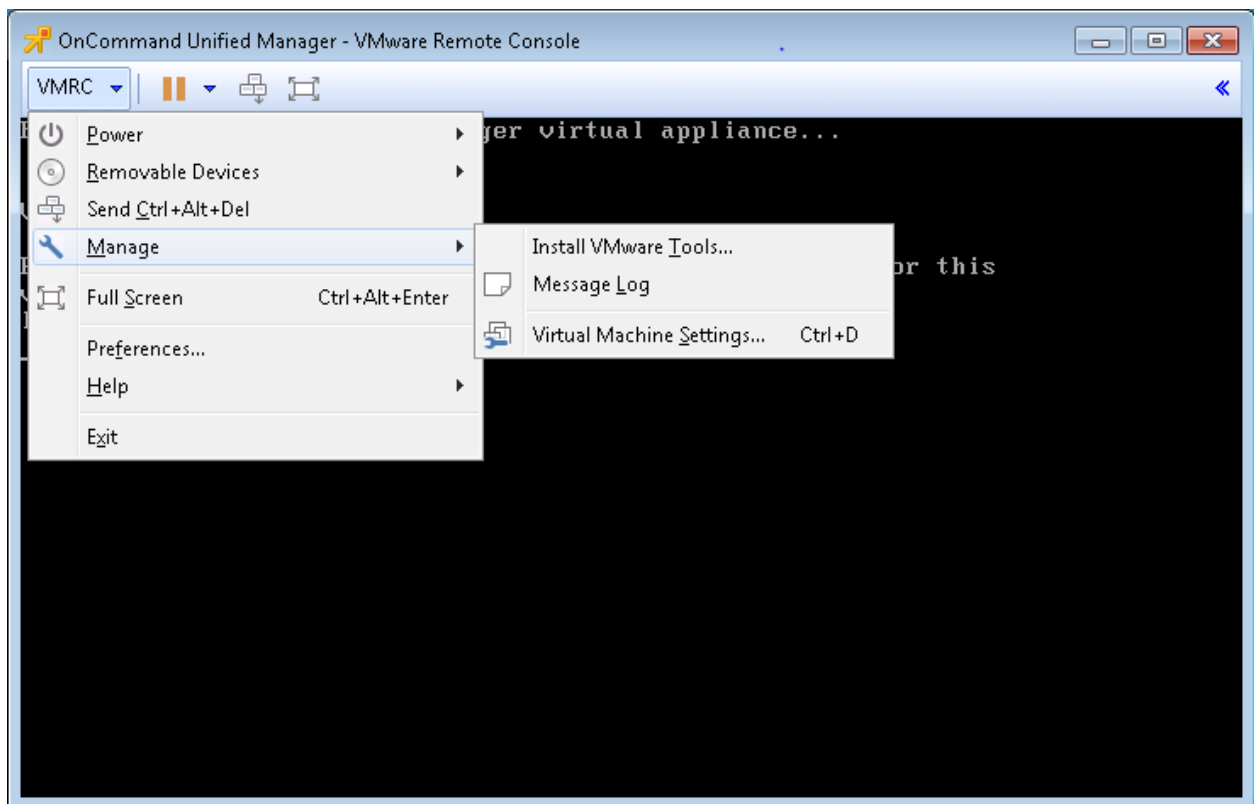 OnCommand Unified Manager - VMware Remote Console
VMRC
ger virtual appliance...
Power
Removable Devices
Send Ctrl+Alt+Del
Manage
Install VMware Tools...
or this
Message Log
Full Screen Ctrl+Alt+Enter
Virtual Machine Settings... Ctrl+D
Preferences...
Help
Exit